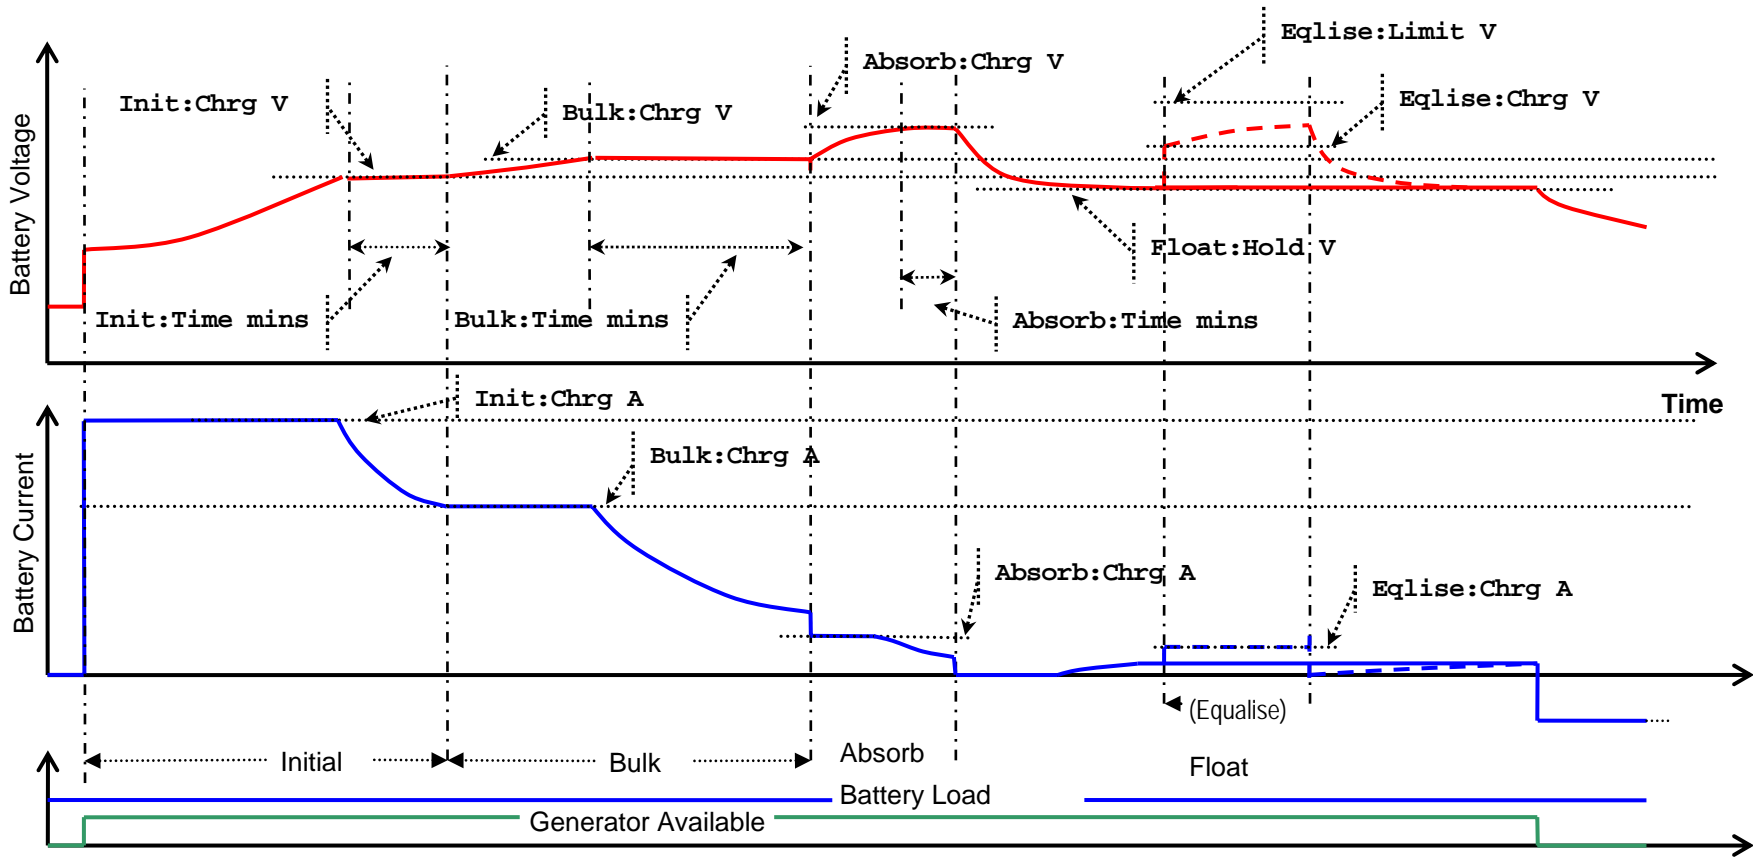 Eqlise:Limit V
Absorb:Chrg V
Eqlise:Chrg V
Init:Chrg V
Bulk:Chrg V
Battery Voltage
Float:Hold V
Init:Time mins
Bulk:Time mins
Absorb:Time mins
Time
Init:Chrg A
Bulk:Chrg A
Battery Current
Absorb:Chrg A
Eqlise:Chrg A
(Equalise)
Initial
Bulk
Absorb
Float
Battery Load
Generator Available